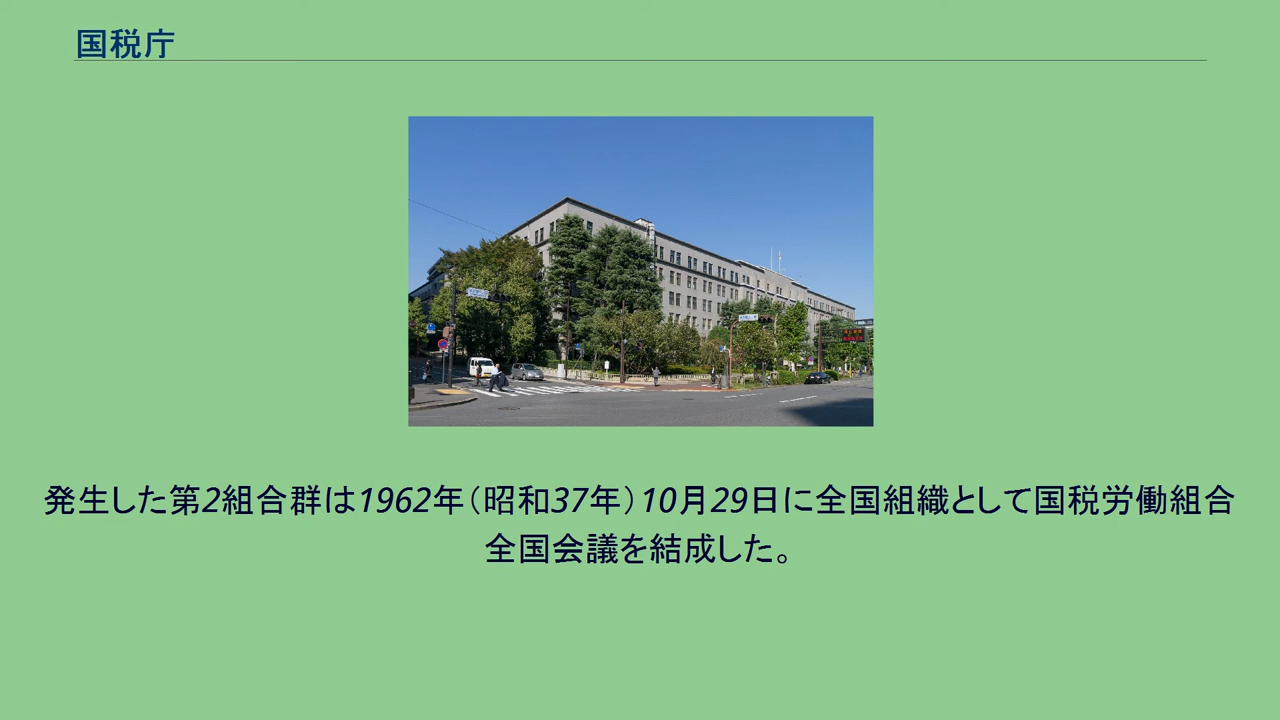 国税庁
発生した第2組合群は1962年（昭和37年）10月29日に全国組織として国税労働組合
全国会議を結成した。